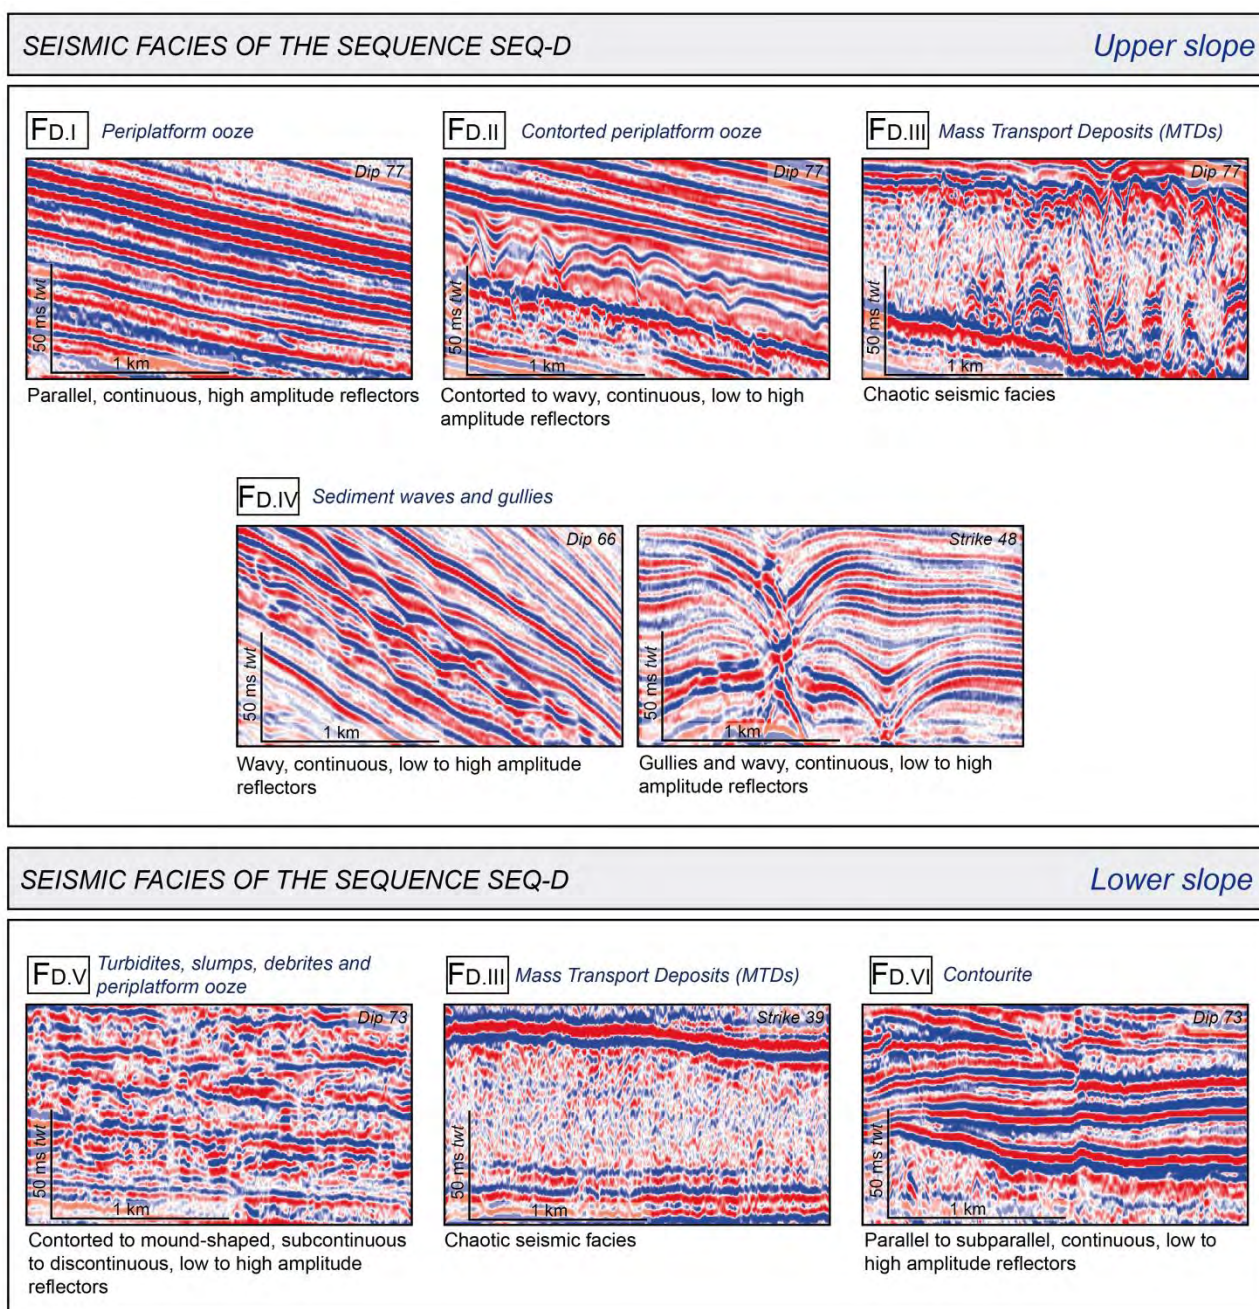 SEISMIC FACIES OF THE SEQUENCE SEQ-D
Upper slope
FD.I Periplatform ooze
Dip 77
50 ms twt
1 km
Parallel, continuous, high amplitude reflectors
FD.II Contorted periplatform ooze
Dip 77
50 ms twt
1 km
Contorted to wavy, continuous, low to high
amplitude reflectors
FD.III Mass Transport Deposits (MTDs)
Dip 77
50 ms twt
1 km
Chaotic seismic facies
FD.IV Sediment waves and gullies
Dip 66
50 ms twt
1 km
Wavy, continuous, low to high amplitude
reflectors
Strike 48
50 ms twt
1 km
Gullies and wavy, continuous, low to high
amplitude reflectors
SEISMIC FACIES OF THE SEQUENCE SEQ-D
Lower slope
FD.V Turbidites, slumps, debrites and
periplatform ooze
Dip 73
50 ms twt
1 km
Contorted to mound-shaped, subcontinuous
to discontinuous, low to high amplitude
reflectors
FD.III Mass Transport Deposits (MTDs)
Strike 39
50 ms twt
1 km
Chaotic seismic facies
FD.VI Contourite
Dip 73
50 ms twt
1 km
Parallel to subparallel, continuous, low to
high amplitude reflectors